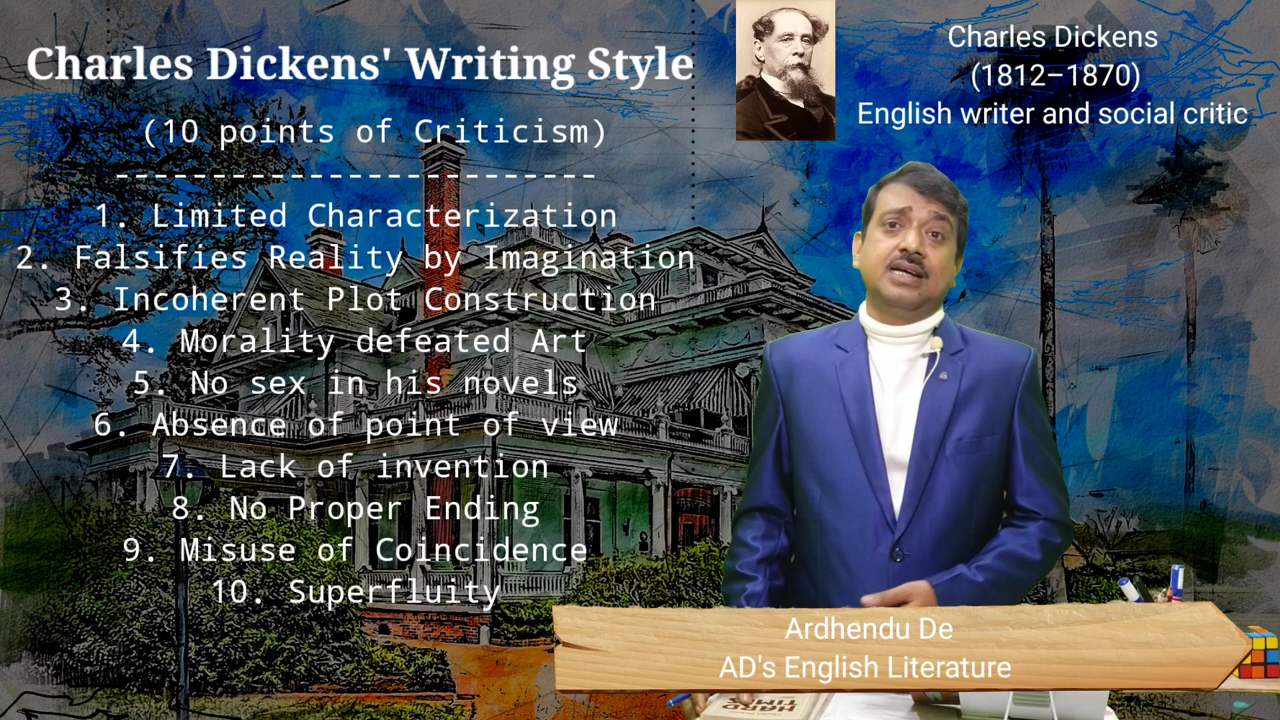 Charles Dickens' Writing Style
(10 points of Criticism)
-------------------------
1. Limited Characterization
2. Falsifies Reality by Imagination
3. Incoherent Plot Construction
4. Morality defeated Art
5. No sex in his novels
6. Absence of point of view
7. Lack of invention
8. No Proper Ending
9. Misuse of Coincidence
10. Superfluity
Charles Dickens
(1812–1870)
English writer and social critic
Ardhendu De
AD's English Literature
HARD
TIMES